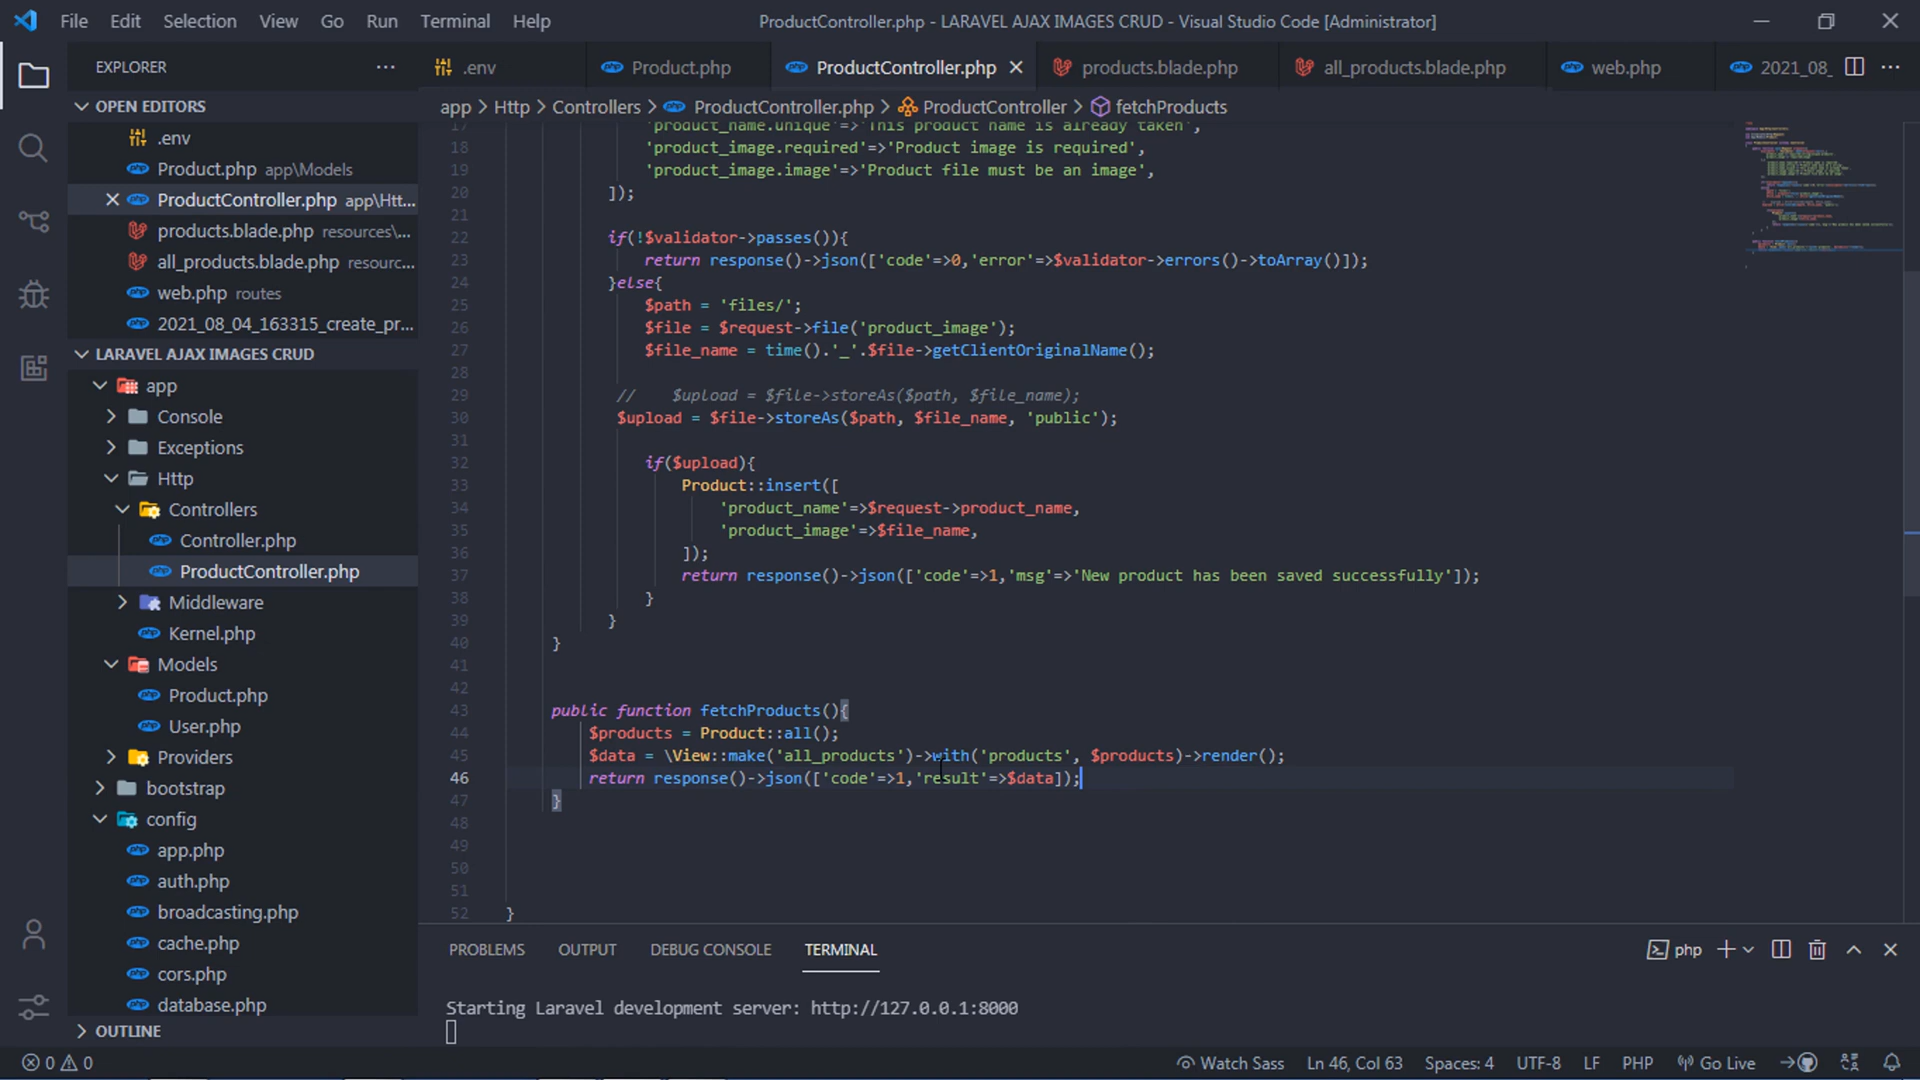 File Edit Selection View Go Run Terminal Help
ProductController.php - LARAVEL AJAX IMAGES CRUD - Visual Studio Code [Administrator]
EXPLORER
.env
Product.php
ProductController.php
products.blade.php
all_products.blade.php
web.php
2021_08_
OPEN EDITORS
.env
Product.php app\Models
ProductController.php app\Htt...
products.blade.php resources\...
all_products.blade.php resourc...
web.php routes
2021_08_04_163315_create_pr...
LARAVEL AJAX IMAGES CRUD
app
Console
Exceptions
Http
Controllers
Controller.php
ProductController.php
Middleware
Kernel.php
Models
Product.php
User.php
Providers
bootstrap
config
app.php
auth.php
broadcasting.php
cache.php
cors.php
database.php
OUTLINE
app > Http > Controllers > ProductController.php > ProductController > fetchProducts
17 'product_name.unique'=>'This product name is already taken',
18 'product_image.required'=>'Product image is required',
19 'product_image.image'=>'Product file must be an image',
20 ]);
21
22 if(!$validator->passes()){
23 return response()->json(['code'=>0,'error'=>$validator->errors()->toArray()]);
24 }else{
25 $path = 'files/';
26 $file = $request->file('product_image');
27 $file_name = time().'_'.$file->getClientOriginalName();
28
29 // $upload = $file->storeAs($path, $file_name);
30 $upload = $file->storeAs($path, $file_name, 'public');
31
32 if($upload){
33 Product::insert([
34 'product_name'=>$request->product_name,
35 'product_image'=>$file_name,
36 ]);
37 return response()->json(['code'=>1,'msg'=>'New product has been saved successfully']);
38 }
39 }
40 }
41
42
43 public function fetchProducts(){
44 $products = Product::all();
45 $data = \View::make('all_products')->with('products', $products)->render();
46 return response()->json(['code'=>1,'result'=>$data]);
47 }
48
49
50
51
52 }
PROBLEMS OUTPUT DEBUG CONSOLE TERMINAL
php
Starting Laravel development server: http://127.0.0.1:8000
0 0
Watch Sass Ln 46, Col 63 Spaces: 4 UTF-8 LF PHP Go Live